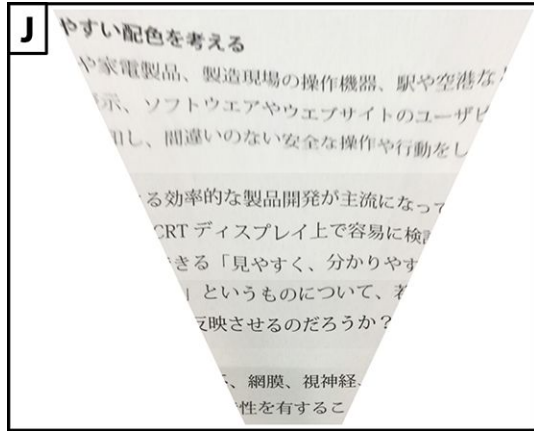 J
やすい配色を考える
や家電製品、製造現場の操作機器、駅や空港な
示、ソフトウエアやウエブサイトのユーザビ
し、間違いのない安全な操作や行動をし
る効率的な製品開発が主流になって
CRT ディスプレイ上で容易に検
きる「見やすく、分かりやす
」というものについて、
反映させるのだろうか？
、網膜、視神経、
性を有するこ